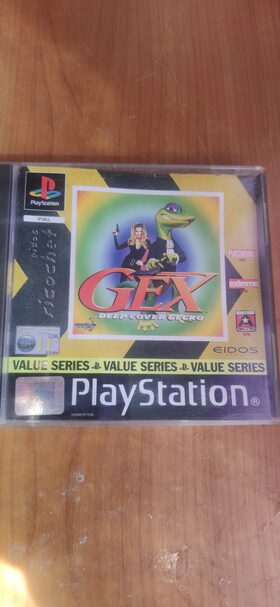 PlayStation
PAL
ricochet
GEX
DEEP COVER GECKO
EIDOS
VALUE SERIES VALUE SERIES VALUE SERIES
PlayStation